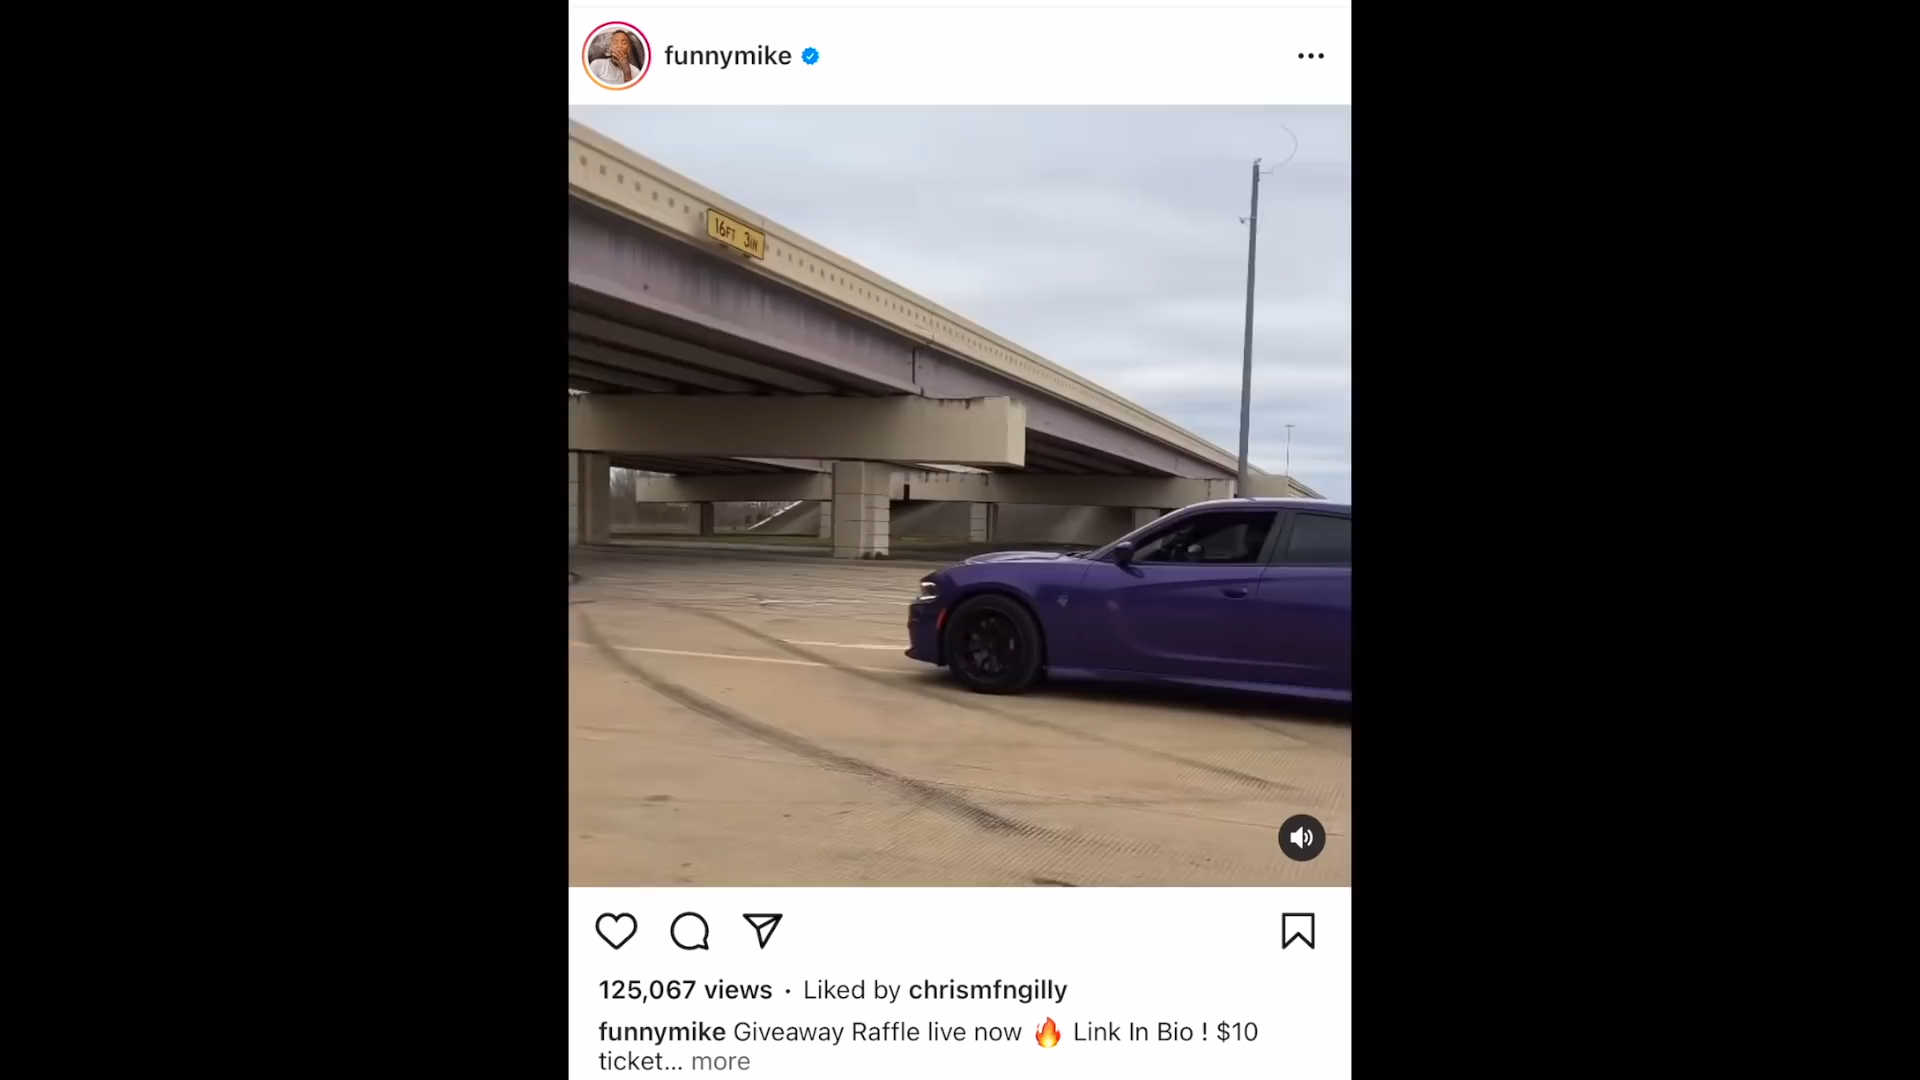 funnymike
16FT 3IN
125,067 views · Liked by chrismfngilly
funnymike Giveaway Raffle live now 🔥 Link In Bio ! $10
ticket... more